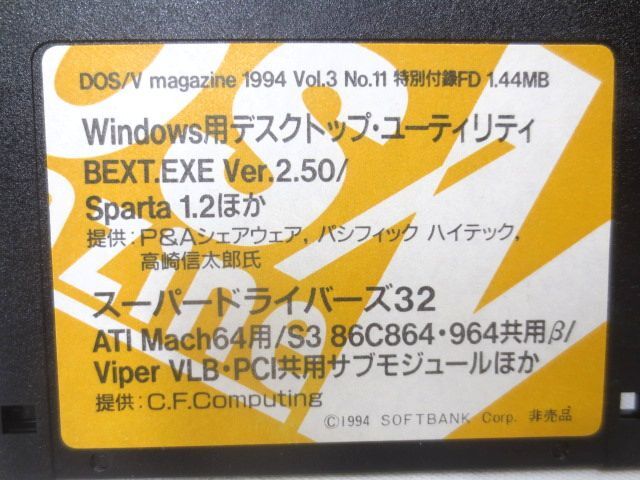 DOS/V magazine 1994 Vol.3 No.11 特別付録FD 1.44MB
Windows用デスクトップ・ユーティリティ
BEXT.EXE Ver.2.50/
Sparta 1.2ほか
提供：P&Aシェアウェア，パシフィック ハイテック，
高崎信太郎氏
スーパードライバーズ32
ATI Mach64用/S3 86C864・964共用β/
Viper VLB・PCI共用サブモジュールほか
提供：C.F.Computing
©1994 SOFTBANK Corp. 非売品